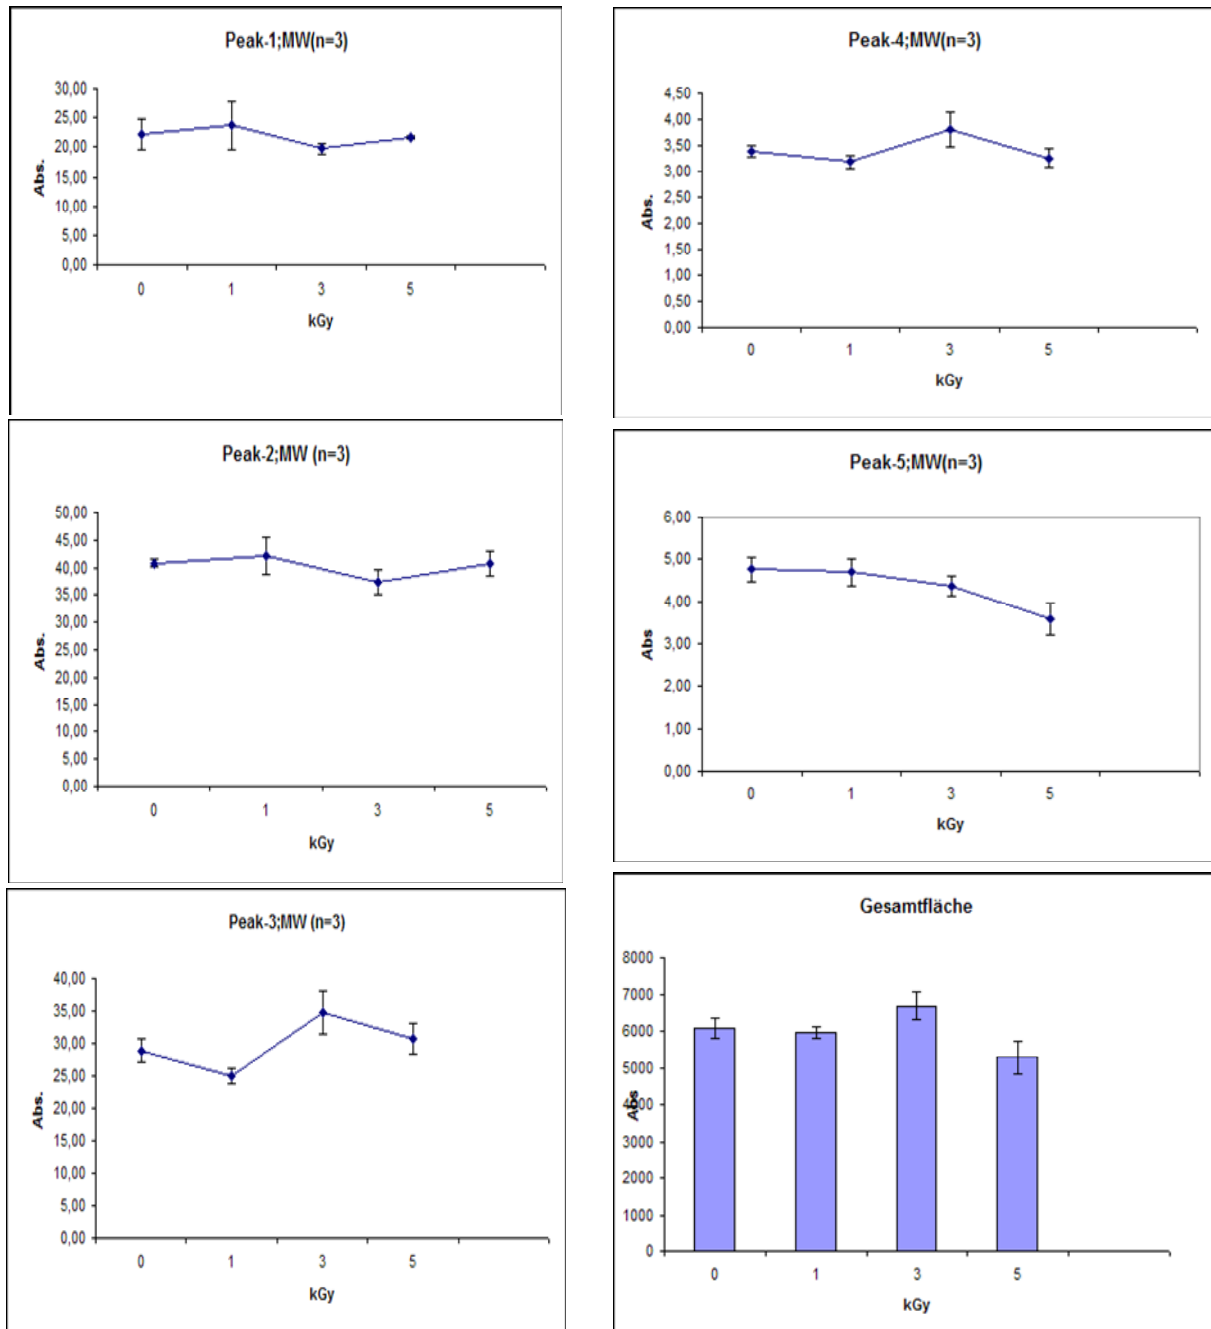 Peak-1;MW(n=3)
30,00
25,00
20,00
15,00
10,00
5,00
0,00
Abs.
0 1 3 5
kGy
Peak-4;MW(n=3)
4,50
4,00
3,50
3,00
2,50
2,00
1,50
1,00
0,50
0,00
Abs.
0 1 3 5
kGy
Peak-2;MW (n=3)
50,00
45,00
40,00
35,00
30,00
25,00
20,00
15,00
10,00
5,00
0,00
Abs.
0 1 3 5
kGy
Peak-5;MW(n=3)
6,00
5,00
4,00
3,00
2,00
1,00
0,00
Abs
0 1 3 5
kGy
Peak-3;MW (n=3)
40,00
35,00
30,00
25,00
20,00
15,00
10,00
5,00
0,00
Abs.
0 1 3 5
kGy
Gesamtfläche
8000
7000
6000
5000
4000
3000
2000
1000
0
Abs
0 1 3 5
kGy